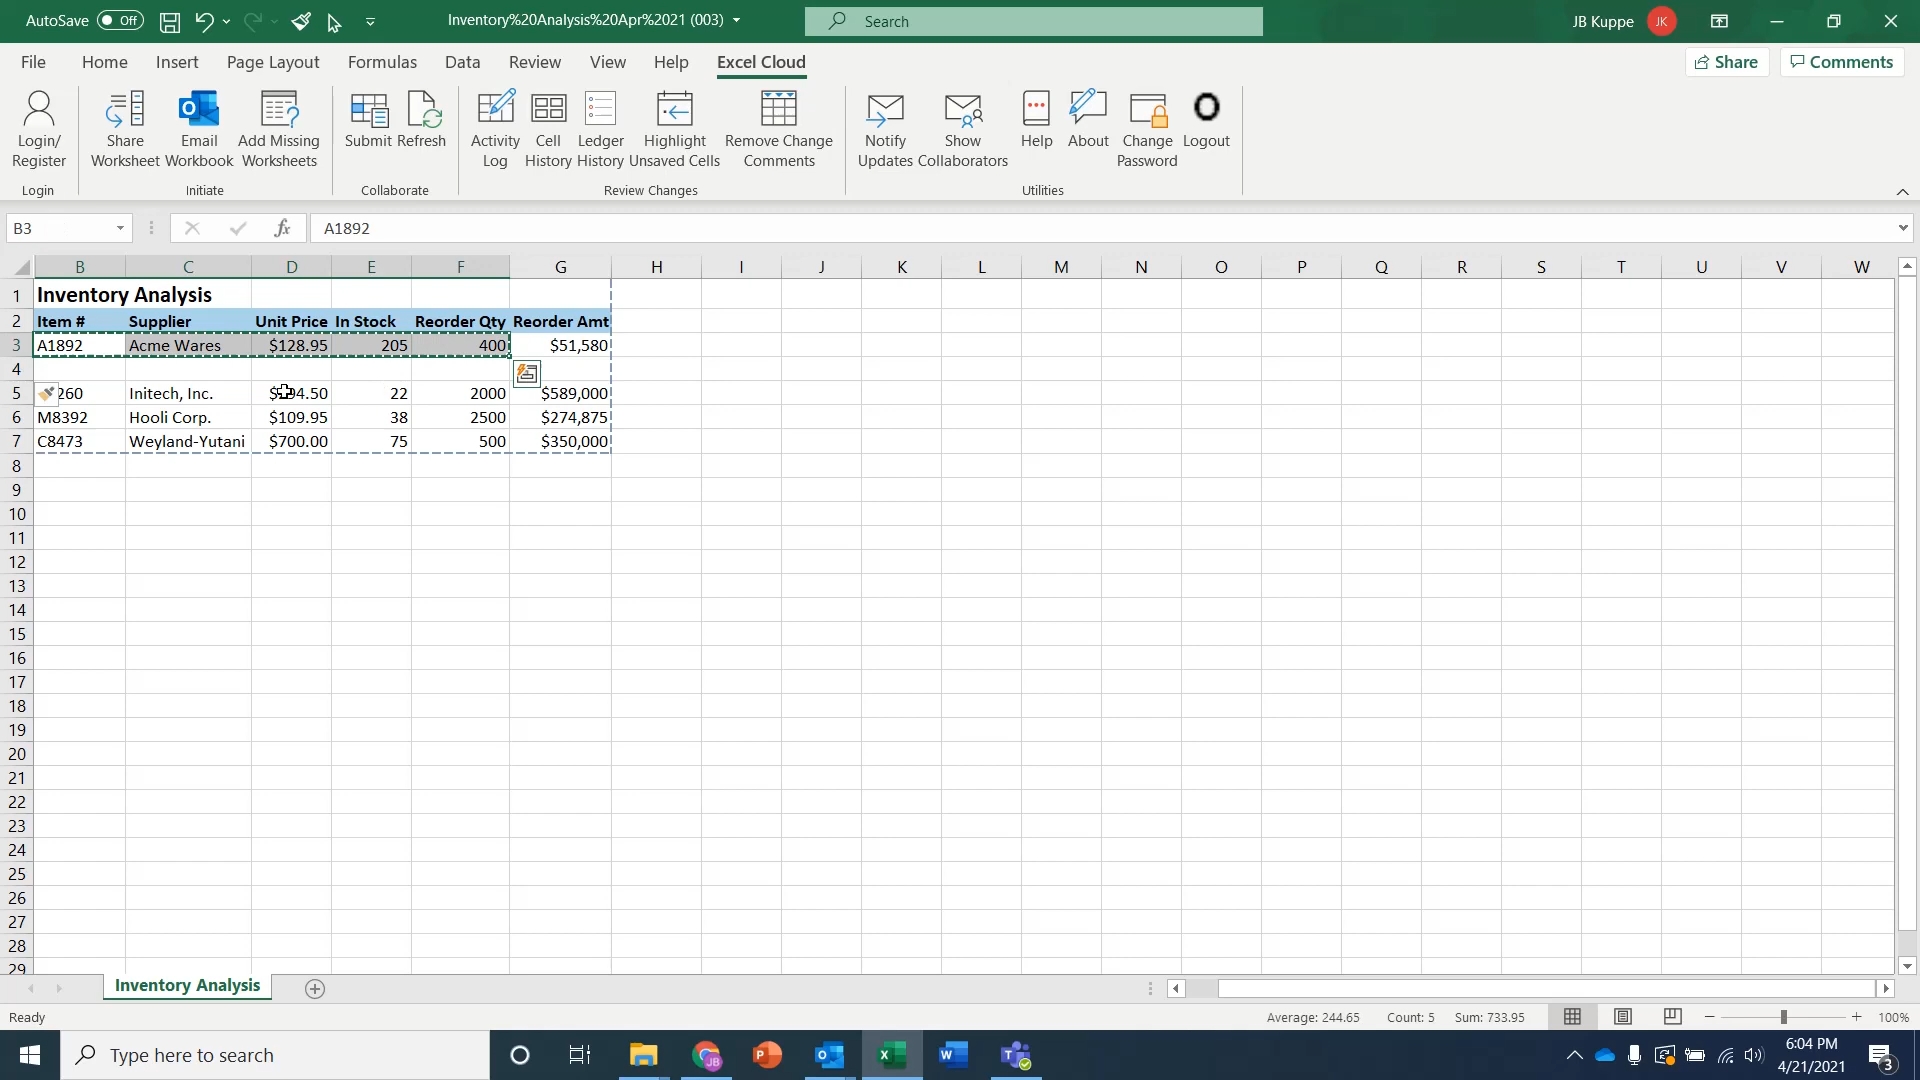 AutoSave Off Inventory%20Analysis%20Apr%2021 (003) Search JB Kuppe JK
File Home Insert Page Layout Formulas Data Review View Help Excel Cloud Share Comments
Login/ Register
Share Worksheet
Email Workbook
Add Missing Worksheets
Submit
Refresh
Activity Log
Cell History
Ledger History
Highlight Unsaved Cells
Remove Change Comments
Notify Updates
Show Collaborators
Help
About
Change Password
Logout
Login Initiate Collaborate Review Changes Utilities
B3 fx A1892
B C D E F G H I J K L M N O P Q R S T U V W
1 Inventory Analysis
2 Item # Supplier Unit Price In Stock Reorder Qty Reorder Amt
3 A1892 Acme Wares $128.95 205 400 $51,580
4
5 260 Initech, Inc. $ 94.50 22 2000 $589,000
6 M8392 Hooli Corp. $109.95 38 2500 $274,875
7 C8473 Weyland-Yutani $700.00 75 500 $350,000
8
9
10
11
12
13
14
15
16
17
18
19
20
21
22
23
24
25
26
27
28
29
Inventory Analysis
Ready Average: 244.65 Count: 5 Sum: 733.95 100%
Type here to search 6:04 PM
4/21/2021 3